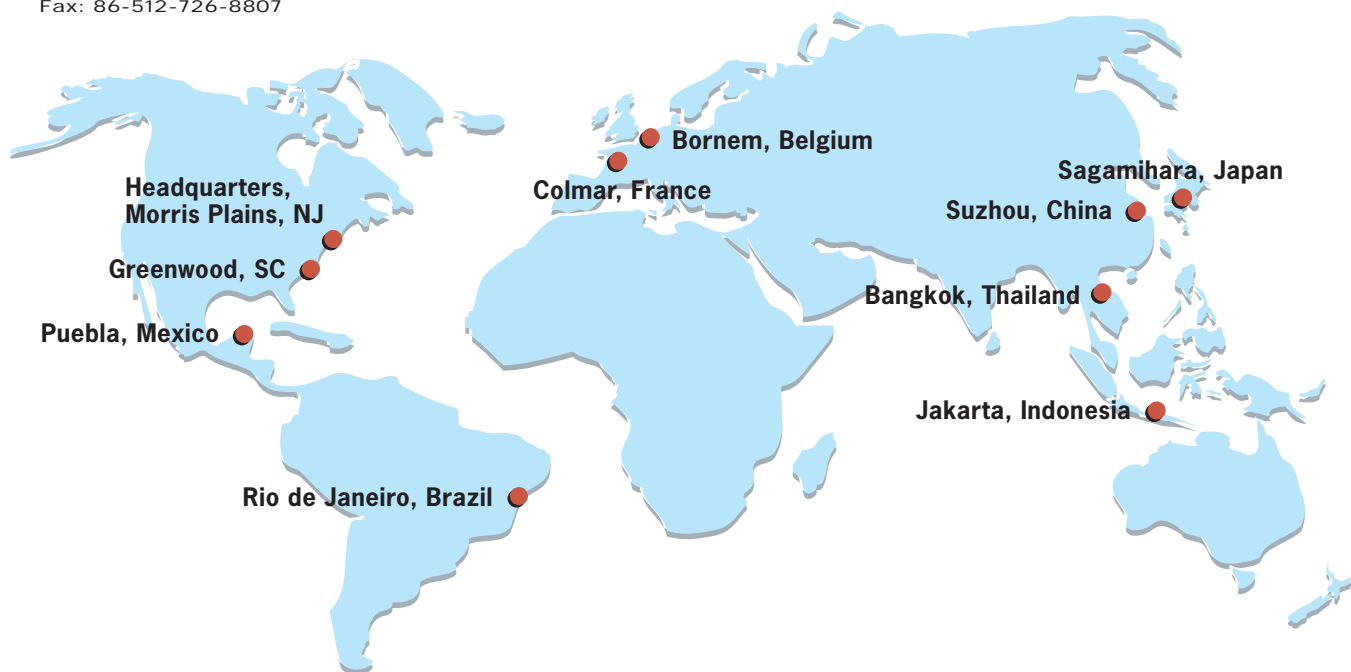 Fax: 86-512-726-8807
Bornem, Belgium
Sagamihara, Japan
Headquarters,
Morris Plains, NJ
Colmar, France
Suzhou, China
Greenwood, SC
Bangkok, Thailand
Puebla, Mexico
Jakarta, Indonesia
Rio de Janeiro, Brazil